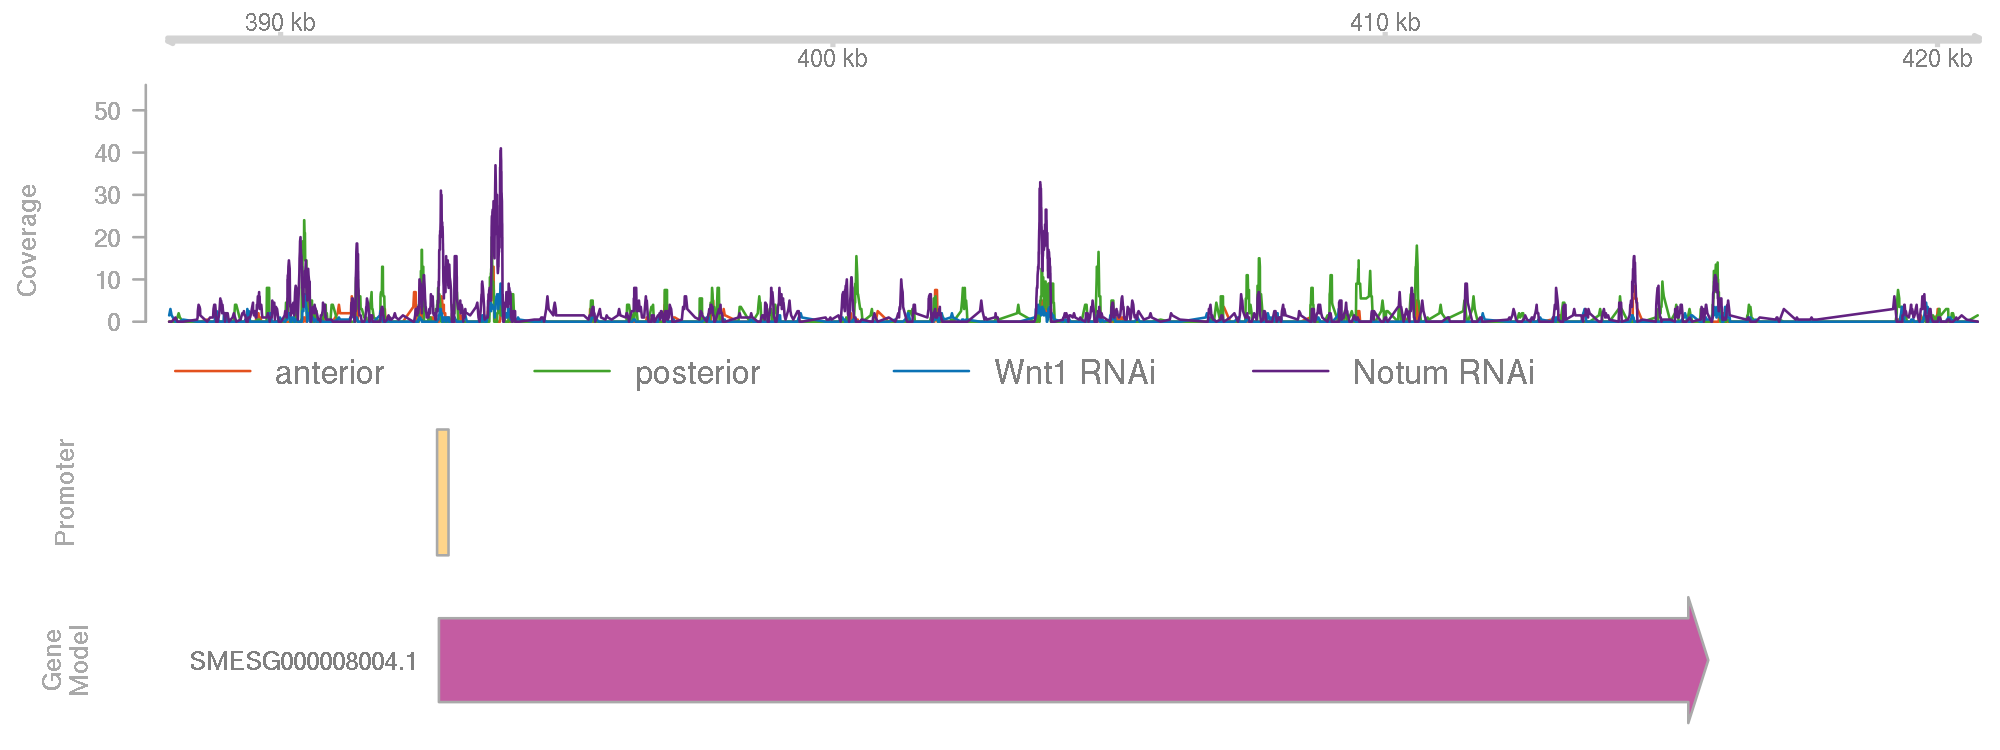 390 kb
410 kb
400 kb
420 kb
Coverage
50
40
30
20
10
0
anterior
posterior
Wnt1 RNAi
Notum RNAi
Promoter
Gene
Model
SMESG000008004.1